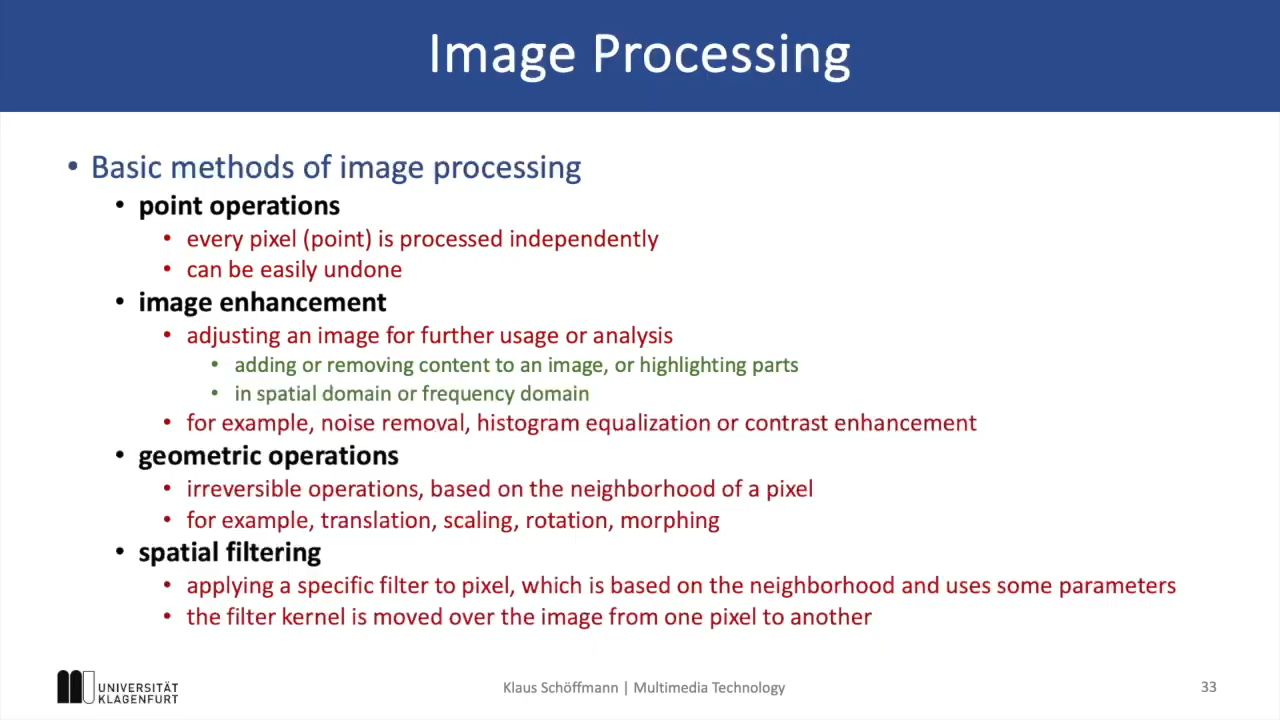 Image Processing
• Basic methods of image processing
• point operations
• every pixel (point) is processed independently
• can be easily undone
• image enhancement
• adjusting an image for further usage or analysis
• adding or removing content to an image, or highlighting parts
• in spatial domain or frequency domain
• for example, noise removal, histogram equalization or contrast enhancement
• geometric operations
• irreversible operations, based on the neighborhood of a pixel
• for example, translation, scaling, rotation, morphing
• spatial filtering
• applying a specific filter to pixel, which is based on the neighborhood and uses some parameters
• the filter kernel is moved over the image from one pixel to another
UNIVERSITÄT
KLAGENFURT
Klaus Schöffmann | Multimedia Technology
33